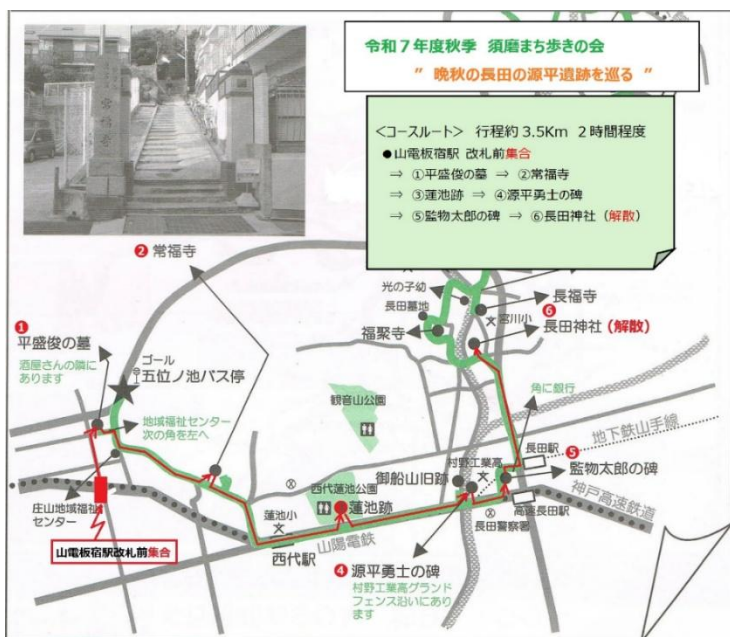 令和7年度秋季 須磨まち歩きの会
" 晩秋の長田の源平遺跡を巡る "
<コースルート> 行程約3.5Km 2時間程度
●山電板宿駅 改札前集合
⇒ ①平盛俊の墓 ⇒ ②常福寺
⇒ ③蓮池跡 ⇒ ④源平勇士の碑
⇒ ⑤監物太郎の碑 ⇒ ⑥長田神社(解散)
常福寺
❷ 常福寺
光の子幼
長田墓地
長福寺
宮川小
福聚寺
❻
長田神社(解散)
❶
平盛俊の墓
酒屋さんの隣に
あります
ゴール
五位ノ池バス停
地域福祉センター
次の角を左へ
観音山公園
角に銀行
地下鉄山手線
長田駅
❺
監物太郎の碑
村野工業高
御船山旧跡
西代蓮池公園
蓮池跡
庄山地域福祉
センター
蓮池小
西代駅
山陽電鉄
長田警察署
高速長田駅
神戸高速鉄道
山電板宿駅改札前集合
❹ 源平勇士の碑
村野工業高グランド
フェンス沿いにあり
ます